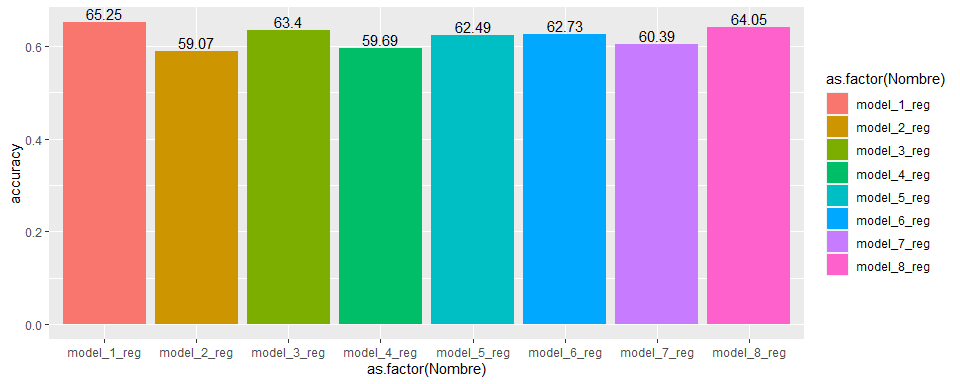 65.25
59.07
63.4
59.69
62.49
62.73
60.39
64.05
0.6
0.4
0.2
0.0
accuracy
model_1_reg
model_2_reg
model_3_reg
model_4_reg
model_5_reg
model_6_reg
model_7_reg
model_8_reg
as.factor(Nombre)
as.factor(Nombre)
model_1_reg
model_2_reg
model_3_reg
model_4_reg
model_5_reg
model_6_reg
model_7_reg
model_8_reg